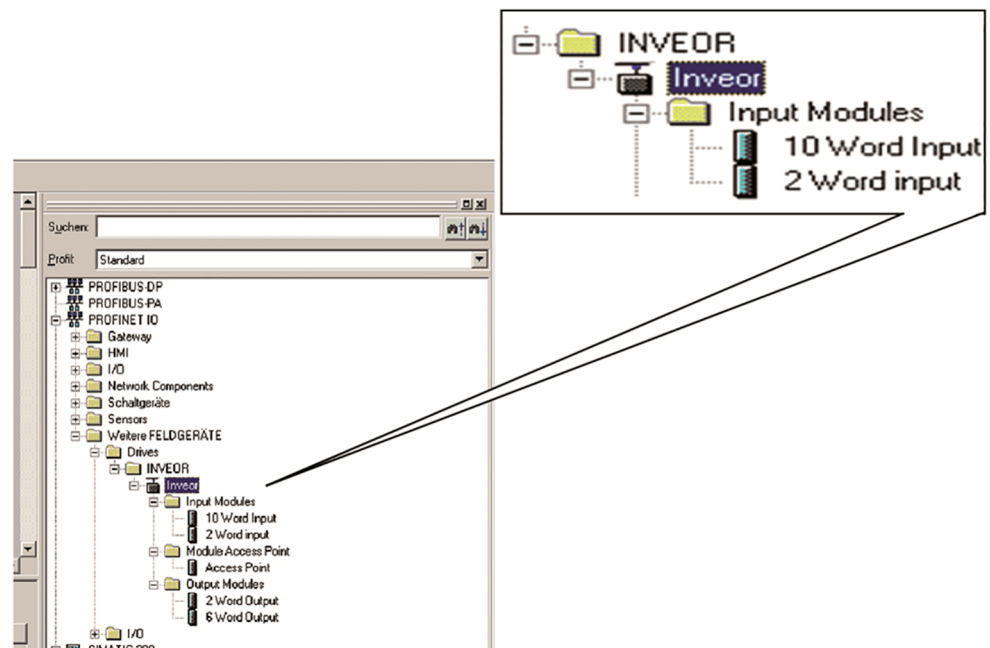 INVEOR
Inveor
Input Modules
10 Word Input
2 Word input
Suchen:
Profil: Standard
PROFIBUS-DP
PROFIBUS-PA
PROFINET IO
Gateway
HMI
I/O
Network Components
Schaltgeräte
Sensors
Weitere FELDGERÄTE
Drives
INVEOR
Inveor
Input Modules
10 Word Input
2 Word input
Module Access Point
Access Point
Output Modules
2 Word Output
6 Word Output
I/O